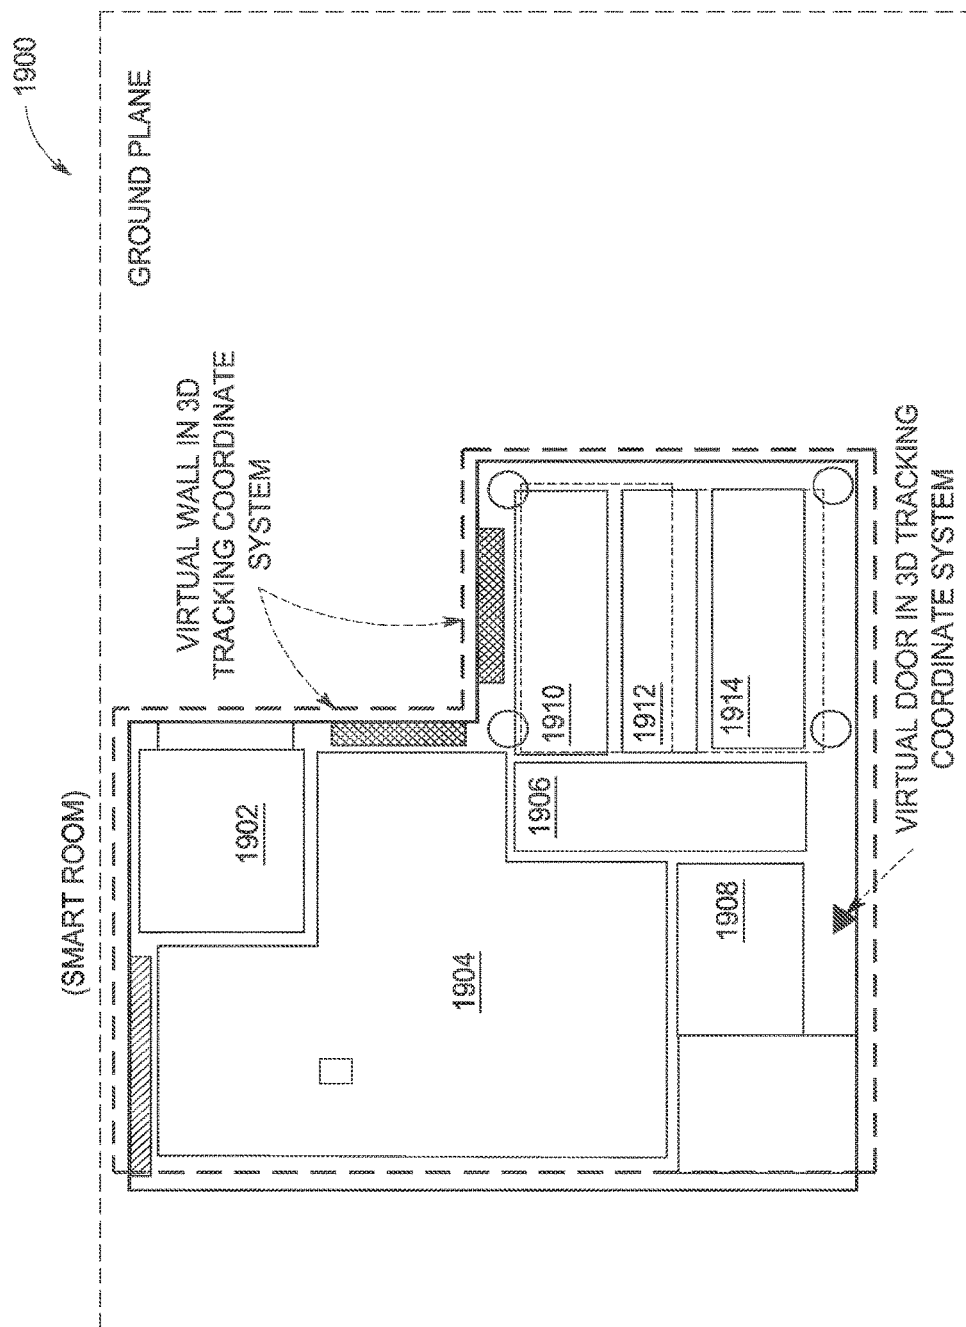 1900
(SMART ROOM)
GROUND PLANE
VIRTUAL WALL IN 3D
TRACKING COORDINATE
SYSTEM
1902
1904
1906
1908
1910
1912
1914
VIRTUAL DOOR IN 3D TRACKING
COORDINATE SYSTEM